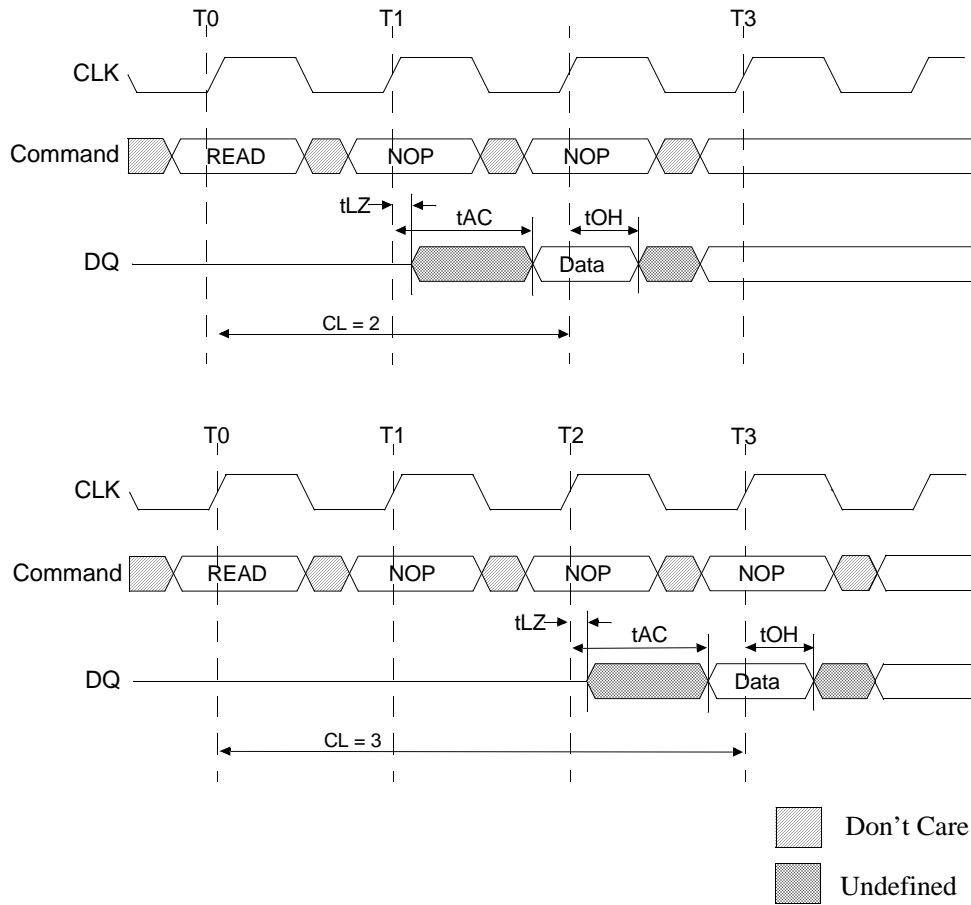 T0 T1 T3
CLK
Command READ NOP NOP
tLZ tAC tOH
DQ Data
CL = 2
T0 T1 T2 T3
CLK
Command READ NOP NOP NOP
tLZ tAC tOH
DQ Data
CL = 3
Don't Care
Undefined